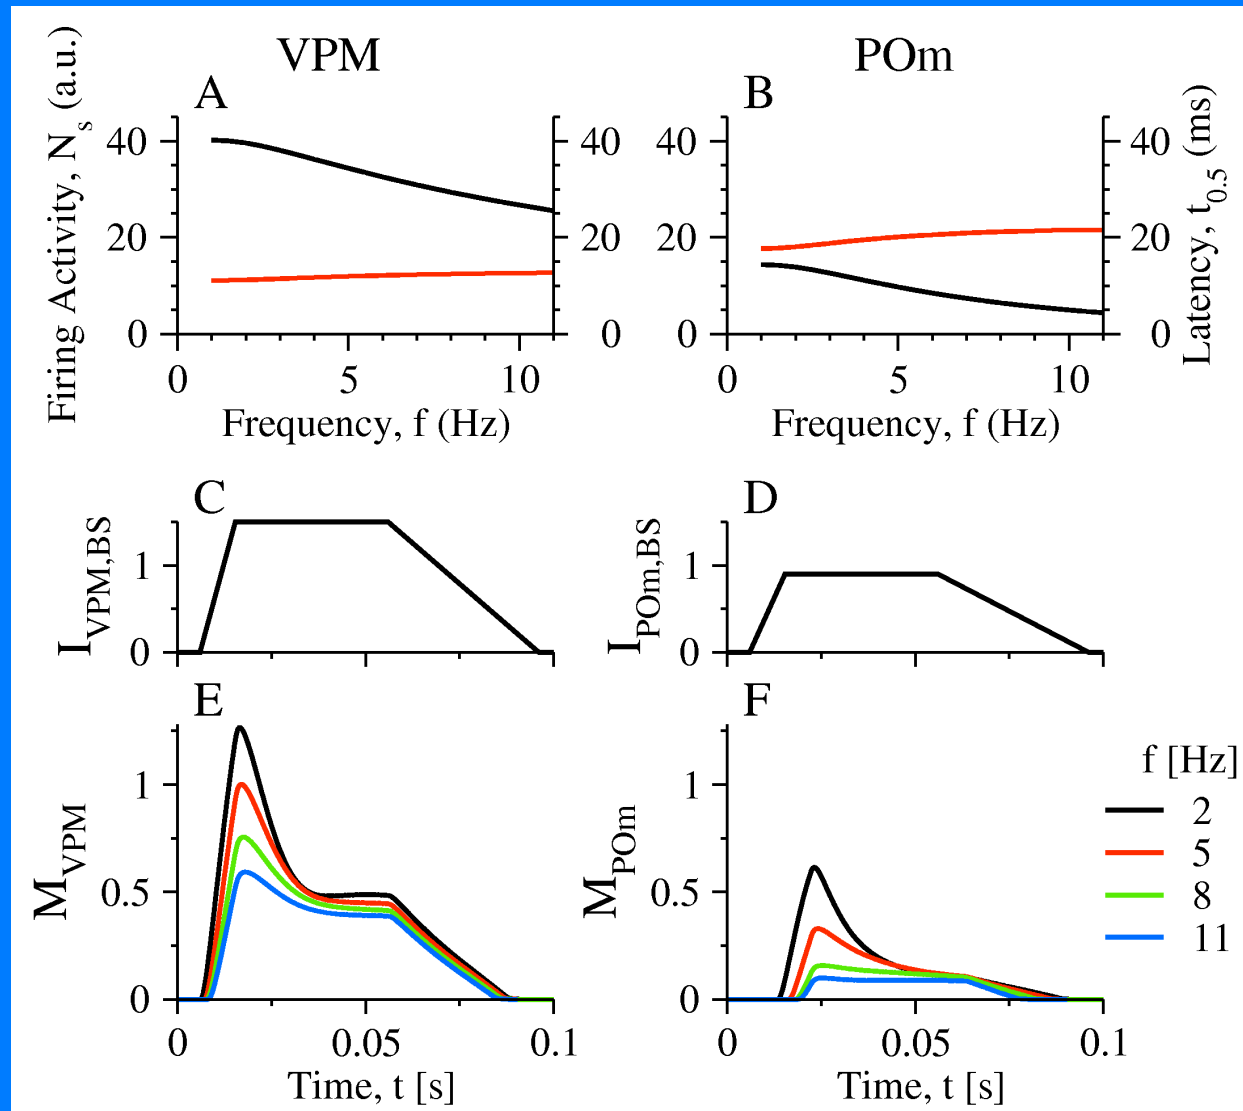 VPM
POm
A
B
Firing Activity, N_s (a.u.)
40
20
0
40
20
0
40
20
0
40
20
0
Latency, t_0.5 (ms)
0
5
10
0
5
10
Frequency, f (Hz)
Frequency, f (Hz)
C
D
I_VPM,BS
1
0
I_POm,BS
1
0
E
F
M_VPM
1
0.5
0
M_POm
1
0.5
0
f [Hz]
2
5
8
11
0
0.05
0.1
0
0.05
0.1
Time, t [s]
Time, t [s]